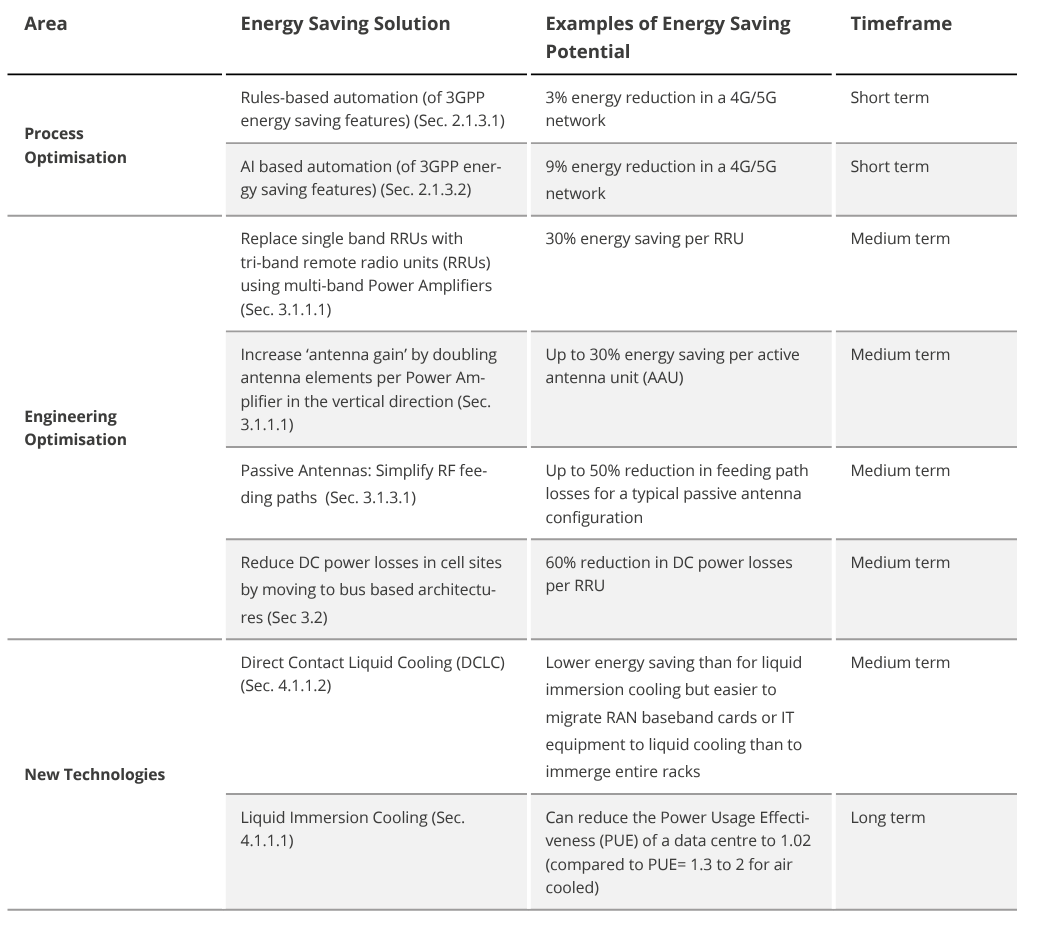 Area
Energy Saving Solution
Examples of Energy Saving
Potential
Timeframe
Process
Optimisation
Rules-based automation (of 3GPP
energy saving features) (Sec. 2.1.3.1)
3% energy reduction in a 4G/5G
network
Short term
AI based automation (of 3GPP ener-
gy saving features) (Sec. 2.1.3.2)
9% energy reduction in a 4G/5G
network
Short term
Engineering
Optimisation
Replace single band RRUs with
tri-band remote radio units (RRUs)
using multi-band Power Amplifiers
(Sec. 3.1.1.1)
30% energy saving per RRU
Medium term
Increase ‘antenna gain’ by doubling
antenna elements per Power Am-
plifier in the vertical direction (Sec.
3.1.1.1)
Up to 30% energy saving per active
antenna unit (AAU)
Medium term
Passive Antennas: Simplify RF fee-
ding paths  (Sec. 3.1.3.1)
Up to 50% reduction in feeding path
losses for a typical passive antenna
configuration
Medium term
Reduce DC power losses in cell sites
by moving to bus based architectu-
res (Sec 3.2)
60% reduction in DC power losses
per RRU
Medium term
New Technologies
Direct Contact Liquid Cooling (DCLC)
(Sec. 4.1.1.2)
Lower energy saving than for liquid
immersion cooling but easier to
migrate RAN baseband cards or IT
equipment to liquid cooling than to
immerge entire racks
Medium term
Liquid Immersion Cooling (Sec.
4.1.1.1)
Can reduce the Power Usage Effecti-
veness (PUE) of a data centre to 1.02
(compared to PUE= 1.3 to 2 for air
cooled)
Long term